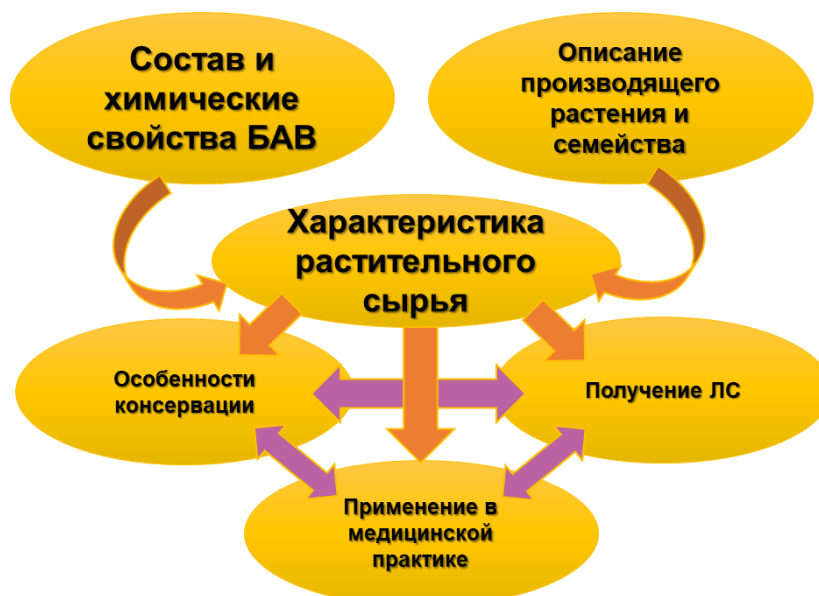 Состав и
химические
свойства БАВ
Описание
производящего
растения и
семейства
Характеристика
растительного
сырья
Особенности
консервации
Получение ЛС
Применение в
медицинской
практике